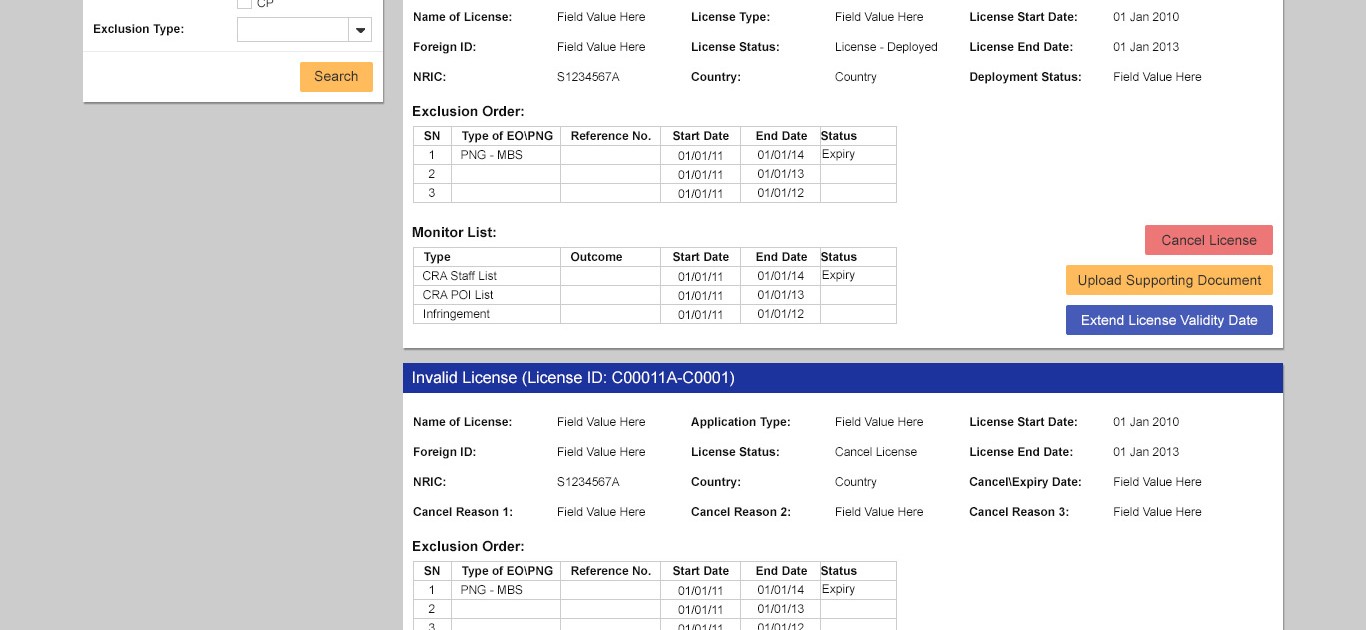 CP
Exclusion Type:
Search
Name of License: Field Value Here License Type: Field Value Here License Start Date: 01 Jan 2010
Foreign ID: Field Value Here License Status: License - Deployed License End Date: 01 Jan 2013
NRIC: S1234567A Country: Country Deployment Status: Field Value Here
Exclusion Order:
SN Type of EO\PNG Reference No. Start Date End Date Status
1 PNG - MBS 01/01/11 01/01/14 Expiry
2 01/01/11 01/01/13
3 01/01/11 01/01/12
Monitor List:
Type Outcome Start Date End Date Status
CRA Staff List 01/01/11 01/01/14 Expiry
CRA POI List 01/01/11 01/01/13
Infringement 01/01/11 01/01/12
Cancel License
Upload Supporting Document
Extend License Validity Date
Invalid License (License ID: C00011A-C0001)
Name of License: Field Value Here Application Type: Field Value Here License Start Date: 01 Jan 2010
Foreign ID: Field Value Here License Status: Cancel License License End Date: 01 Jan 2013
NRIC: S1234567A Country: Country Cancel\Expiry Date: Field Value Here
Cancel Reason 1: Field Value Here Cancel Reason 2: Field Value Here Cancel Reason 3: Field Value Here
Exclusion Order:
SN Type of EO\PNG Reference No. Start Date End Date Status
1 PNG - MBS 01/01/11 01/01/14 Expiry
2 01/01/11 01/01/13
3 01/01/11 01/01/12